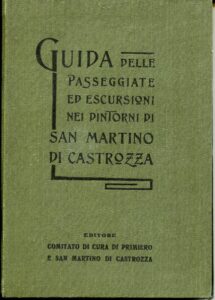 GUIDA DELLE
PASSEGGIATE
ED ESCURSIONI
NEI DINTORNI DI
SAN MARTINO
DI CASTROZZA
EDITORE
COMITATO DI CURA DI PRIMIERO
E SAN MARTINO DI CASTROZZA